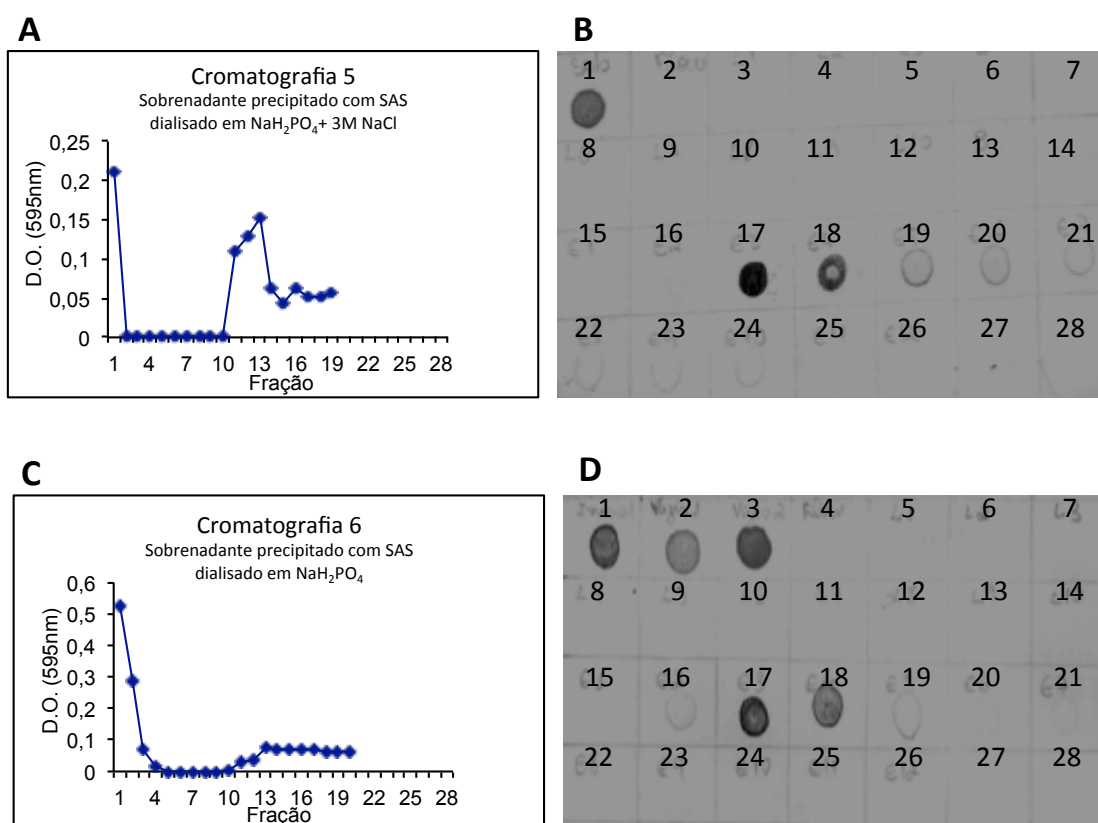 A
Cromatografia 5
Sobrenadante precipitado com SAS
dialisado em NaH₂PO₄+ 3M NaCl
D.O. (595nm)
0,25
0,2
0,15
0,1
0,05
0
1 4 7 10 13 16 19 22 25 28
Fração
B
1 2 3 4 5 6 7
8 9 10 11 12 13 14
15 16 17 18 19 20 21
22 23 24 25 26 27 28
C
Cromatografia 6
Sobrenadante precipitado com SAS
dialisado em NaH₂PO₄
D.O. (595nm)
0,6
0,5
0,4
0,3
0,2
0,1
0
1 4 7 10 13 16 19 22 25 28
Fração
D
1 2 3 4 5 6 7
8 9 10 11 12 13 14
15 16 17 18 19 20 21
22 23 24 25 26 27 28